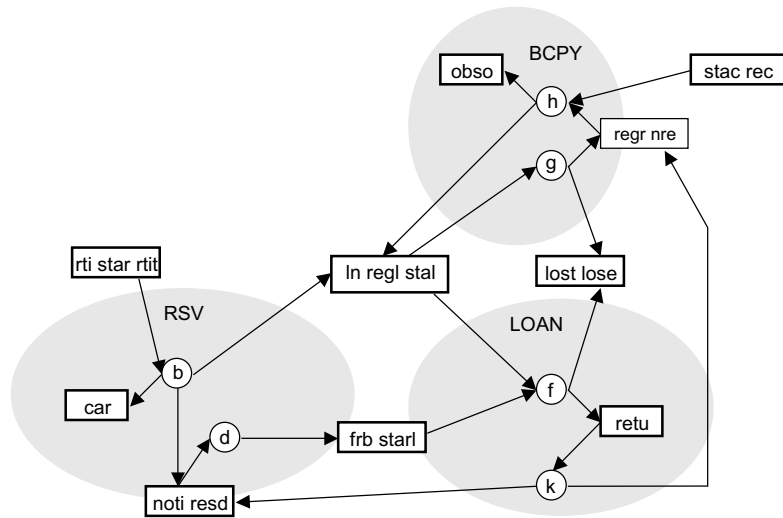 BCPY
obso
stac rec
h
regr nre
g
rti star rtit
ln regl stal
lost lose
RSV
LOAN
b
f
car
retu
d
frb starl
k
noti resd